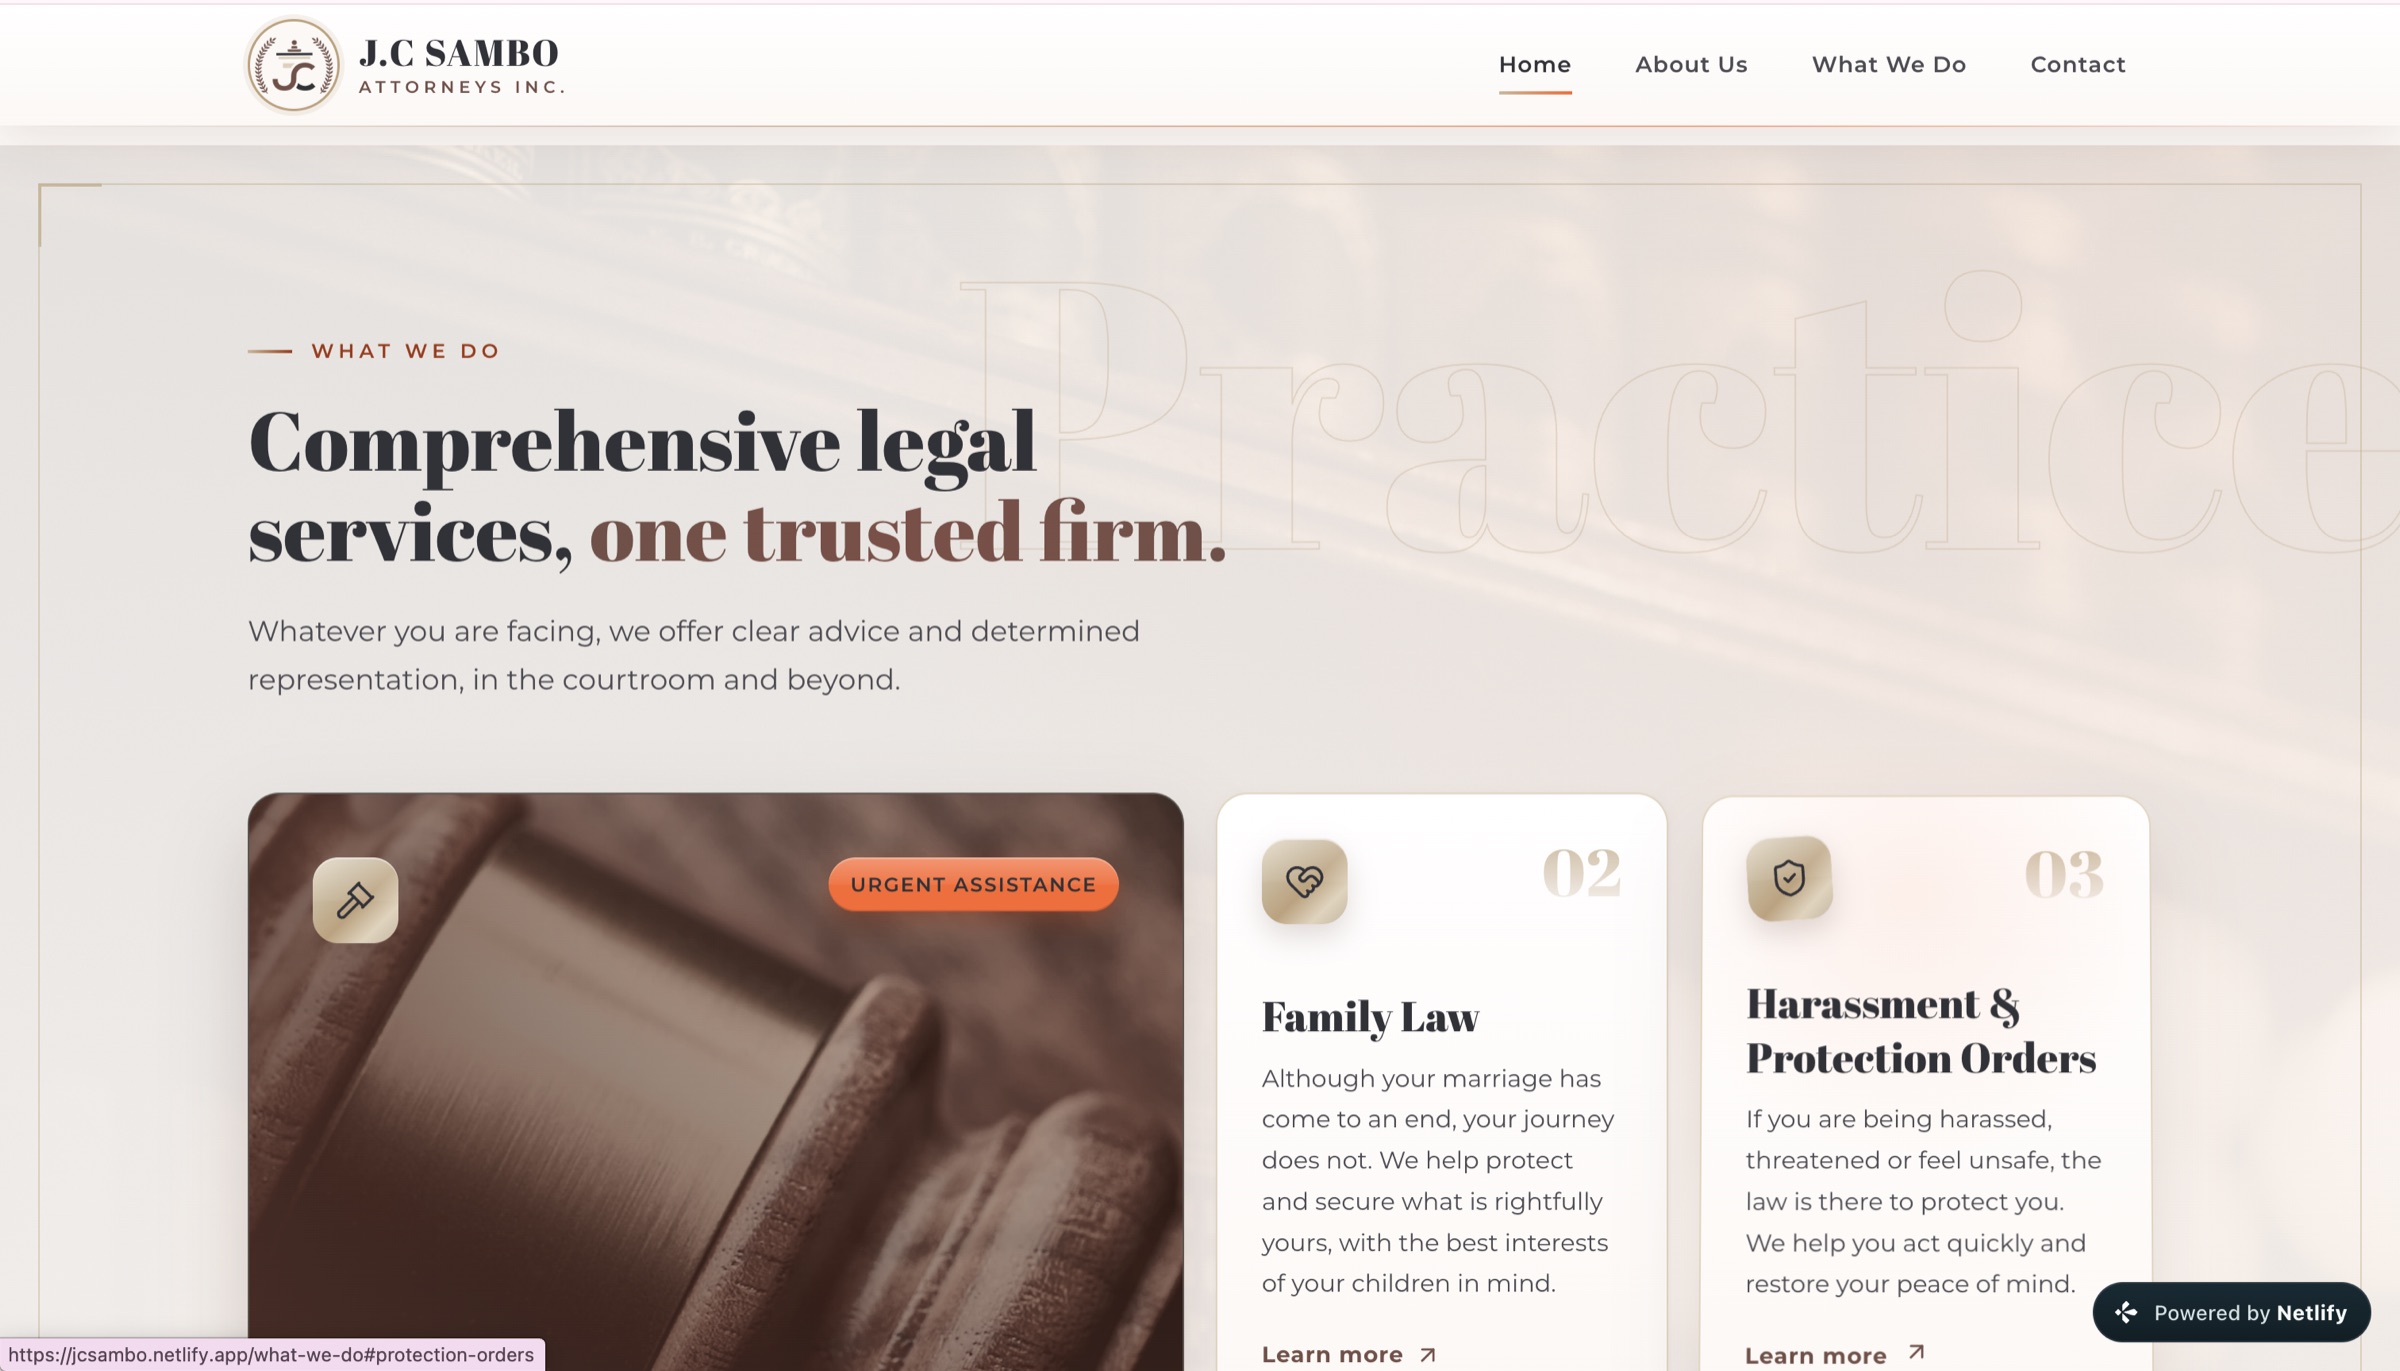 J.C SAMBO
ATTORNEYS INC.
Home
About Us
What We Do
Contact
Practice
WHAT WE DO
Comprehensive legal
services, one trusted firm.
Whatever you are facing, we offer clear advice and determined
representation, in the courtroom and beyond.
URGENT ASSISTANCE
02
Family Law
Although your marriage has
come to an end, your journey
does not. We help protect
and secure what is rightfully
yours, with the best interests
of your children in mind.
Learn more
03
Harassment &
Protection Orders
If you are being harassed,
threatened or feel unsafe, the
law is there to protect you.
We help you act quickly and
restore your peace of mind.
Learn more
Powered by Netlify
https://jcsambo.netlify.app/what-we-do#protection-orders